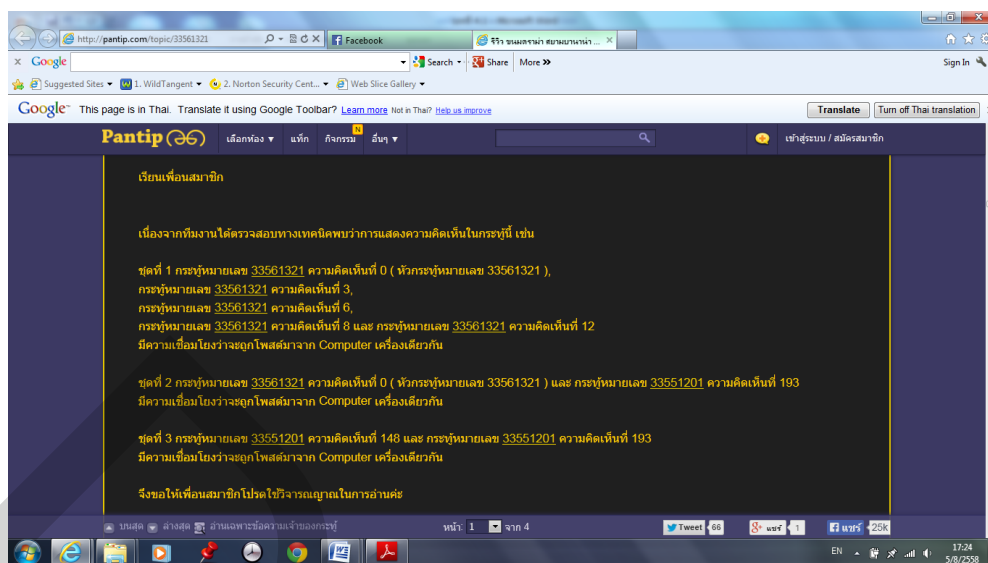 http://pantip.com/topic/33561321
Facebook
รีวิว ขนมดราม่า สยามบานาน่า ...
x Google
Search
Share
More »
Sign In
Suggested Sites
1. WildTangent
2. Norton Security Cent...
Web Slice Gallery
Google This page is in Thai. Translate it using Google Toolbar? Learn more Not in Thai? Help us improve
Translate
Turn off Thai translation
Pantip
เลือกห้อง แท็ก กิจกรรม N อื่นๆ
เข้าสู่ระบบ / สมัครสมาชิก
เรียนเพื่อนสมาชิก
เนื่องจากทีมงานได้ตรวจสอบทางเทคนิคพบว่าการแสดงความคิดเห็นในกระทู้นี้ เช่น
ชุดที่ 1 กระทู้หมายเลข 33561321 ความคิดเห็นที่ 0 ( หัวกระทู้หมายเลข 33561321 ),
กระทู้หมายเลข 33561321 ความคิดเห็นที่ 3,
กระทู้หมายเลข 33561321 ความคิดเห็นที่ 6,
กระทู้หมายเลข 33561321 ความคิดเห็นที่ 8 และ กระทู้หมายเลข 33561321 ความคิดเห็นที่ 12
มีความเชื่อมโยงว่าจะถูกโพสต์มาจาก Computer เครื่องเดียวกัน
ชุดที่ 2 กระทู้หมายเลข 33561321 ความคิดเห็นที่ 0 ( หัวกระทู้หมายเลข 33561321 ) และ กระทู้หมายเลข 33551201 ความคิดเห็นที่ 193
มีความเชื่อมโยงว่าจะถูกโพสต์มาจาก Computer เครื่องเดียวกัน
ชุดที่ 3 กระทู้หมายเลข 33551201 ความคิดเห็นที่ 148 และ กระทู้หมายเลข 33551201 ความคิดเห็นที่ 193
มีความเชื่อมโยงว่าจะถูกโพสต์มาจาก Computer เครื่องเดียวกัน
จึงขอให้เพื่อนสมาชิกโปรดใช้วิจารณญาณในการอ่านค่ะ
บนสุด ล่างสุด อ่านเฉพาะข้อความเจ้าของกระทู้
หน้า: 1 จาก 4
Tweet 66
แชร์ 1
แชร์ 25k
EN
17:24
5/8/2558